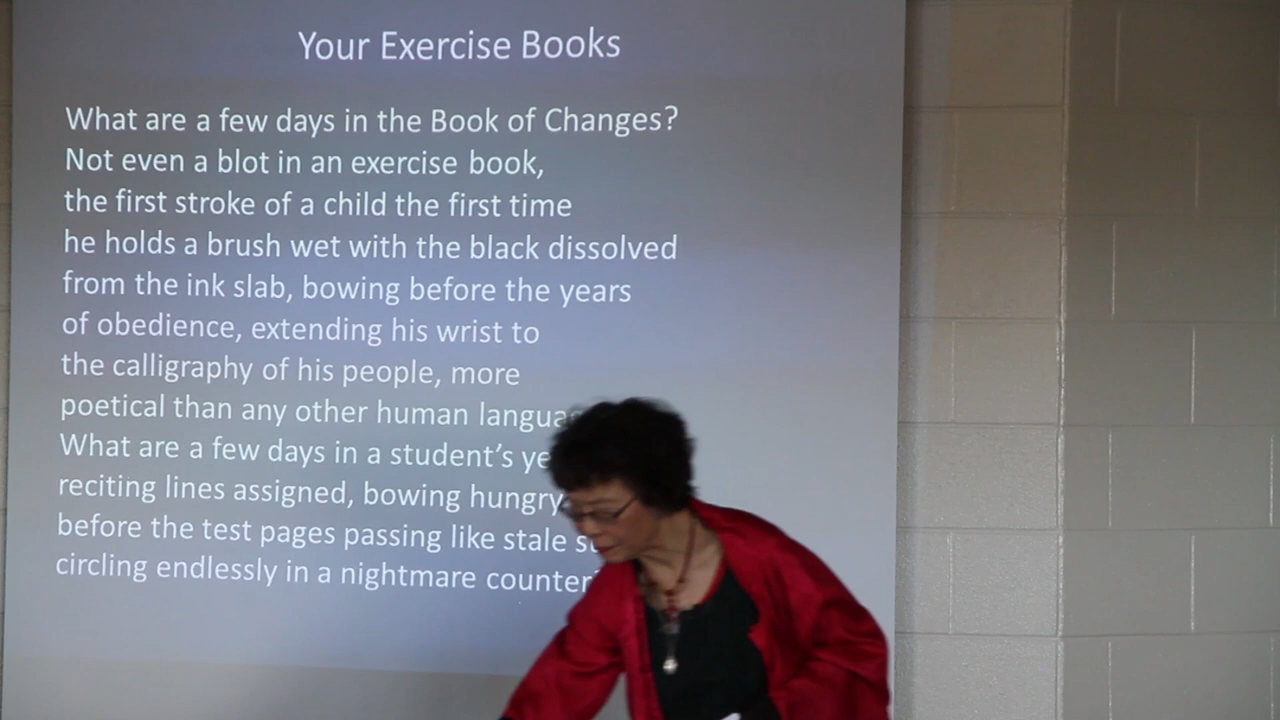 Your Exercise Books
What are a few days in the Book of Changes?
Not even a blot in an exercise book,
the first stroke of a child the first time
he holds a brush wet with the black dissolved
from the ink slab, bowing before the years
of obedience, extending his wrist to
the calligraphy of his people, more
poetical than any other human
What are a few days in a student’s
reciting lines assigned, bowing hungry
before the test pages passing like stale
circling endlessly in a nightmare